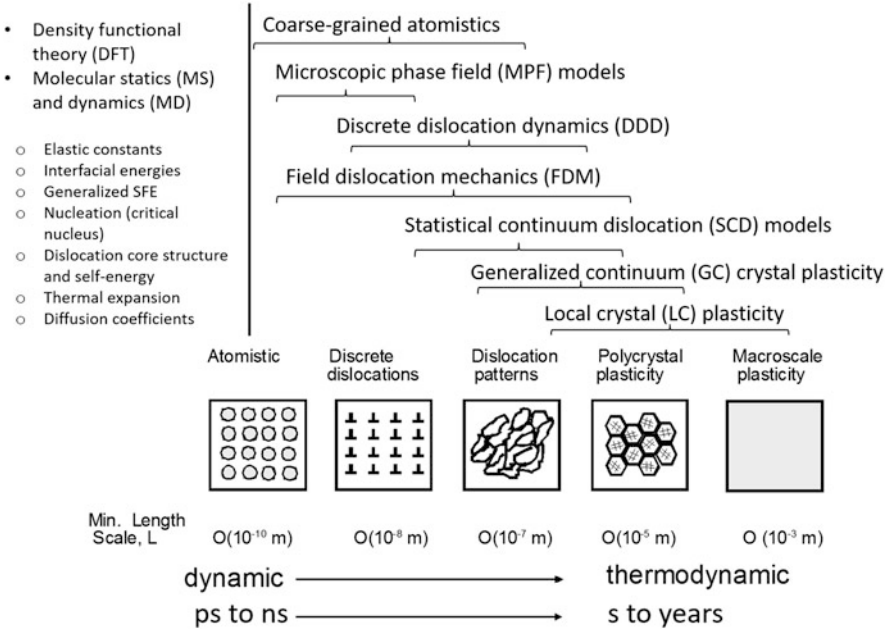 • Density functional
theory (DFT)
• Molecular statics (MS)
and dynamics (MD)
o Elastic constants
o Interfacial energies
o Generalized SFE
o Nucleation (critical
nucleus)
o Dislocation core structure
and self-energy
o Thermal expansion
o Diffusion coefficients
Coarse-grained atomistics
Microscopic phase field (MPF) models
Discrete dislocation dynamics (DDD)
Field dislocation mechanics (FDM)
Statistical continuum dislocation (SCD) models
Generalized continuum (GC) crystal plasticity
Local crystal (LC) plasticity
Atomistic
Discrete
dislocations
Dislocation
patterns
Polycrystal
plasticity
Macroscale
plasticity
Min. Length
Scale, L
O(10⁻¹⁰ m) O(10⁻⁸ m) O(10⁻⁷ m) O(10⁻⁵ m) O (10⁻³ m)
dynamic thermodynamic
ps to ns s to years